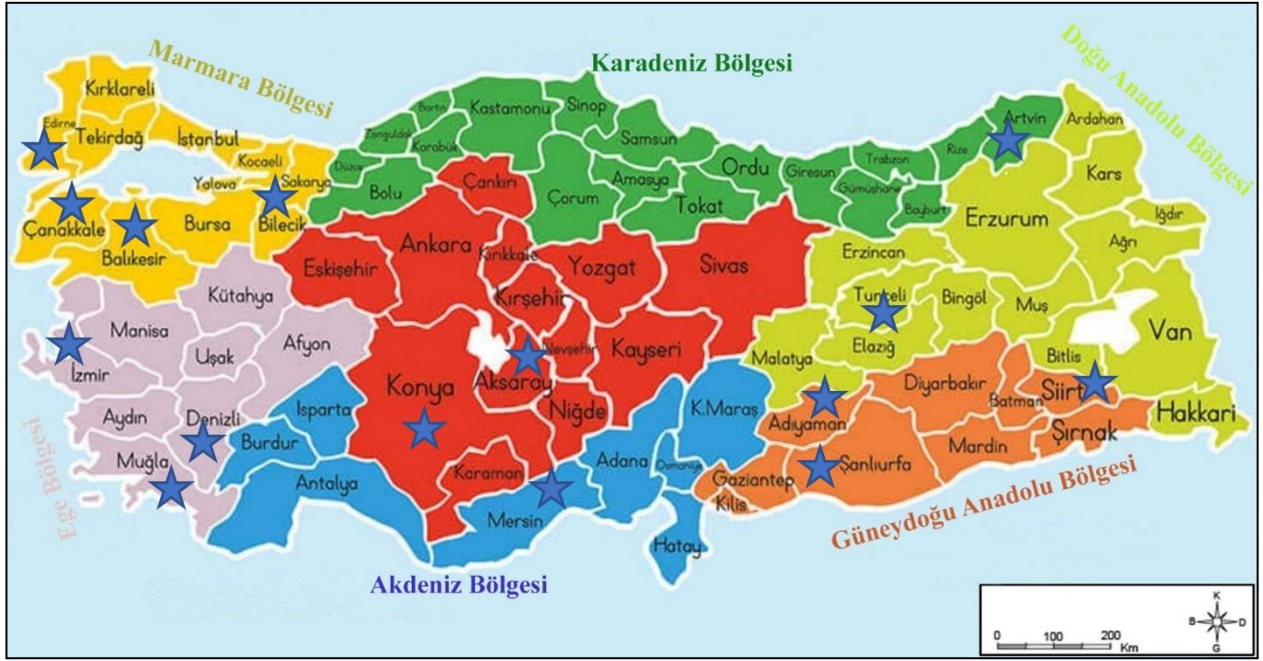 Marmara Bölgesi
Karadeniz Bölgesi
Doğu Anadolu Bölgesi
Kırklareli
Edirne
Tekirdağ
İstanbul
Kocaeli
Yalova
Sakarya
Çanakkale
Balıkesir
Bursa
Bilecik
Bartın
Zonguldak
Karabük
Kastamonu
Sinop
Düzce
Bolu
Samsun
Çorum
Amasya
Tokat
Ordu
Giresun
Trabzon
Gümüşhane
Bayburt
Rize
Artvin
Ardahan
Kars
Iğdır
Ağrı
Erzurum
Erzincan
Tunceli
Bingöl
Muş
Elazığ
Malatya
Bitlis
Van
Hakkari
Çankırı
Ankara
Kırıkkale
Eskişehir
Kırşehir
Yozgat
Sivas
Nevşehir
Kayseri
Aksaray
Konya
Niğde
Karaman
Kütahya
Manisa
Uşak
Afyon
İzmir
Aydın
Denizli
Muğla
Isparta
Burdur
Antalya
Mersin
Adana
Osmaniye
K.Maraş
Hatay
Diyarbakır
Batman
Siirt
Adıyaman
Mardin
Şırnak
Şanlıurfa
Gaziantep
Kilis
Ege Bölgesi
Güneydoğu Anadolu Bölgesi
Akdeniz Bölgesi
K
B
D
G
0 100 200
Km